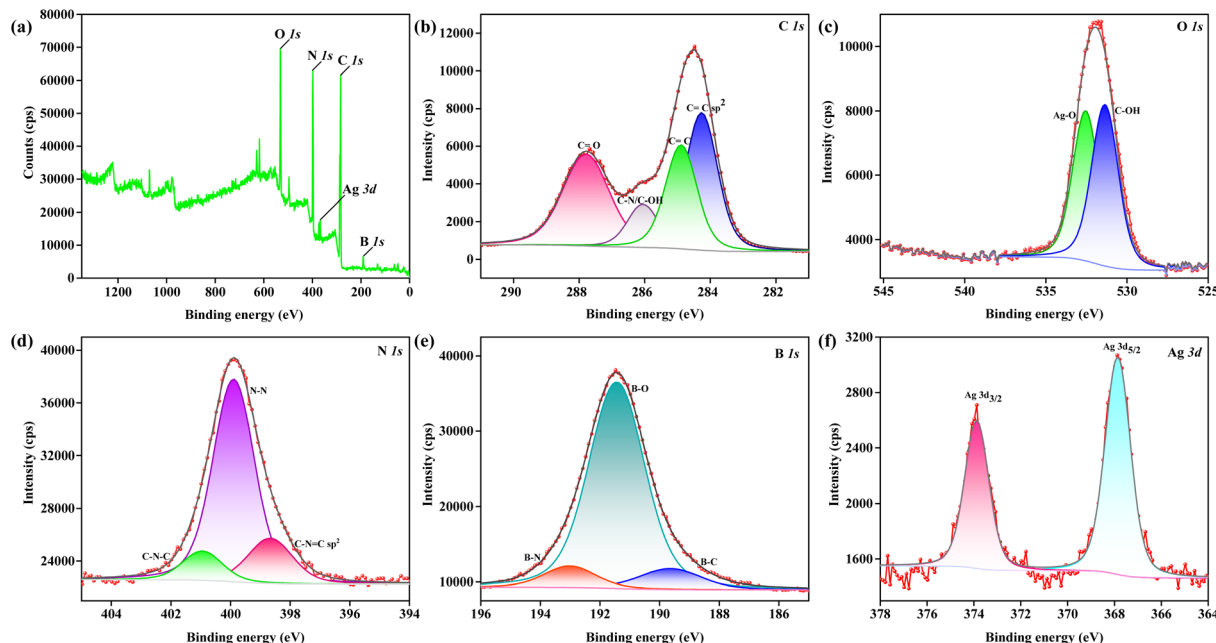 (a)
80000
70000
60000
50000
40000
30000
20000
10000
0
Counts (cps)
O 1s
N 1s
C 1s
Ag 3d
B 1s
1200 1000 800 600 400 200 0
Binding energy (eV)
(b)
C 1s
12000
10000
8000
6000
4000
2000
0
Intensity (cps)
C= O
C-N/C-OH
C= C
C= C sp2
290 288 286 284 282
Binding energy (eV)
(c)
O 1s
10000
8000
6000
4000
Intensity (cps)
Ag-O
C-OH
545 540 535 530 525
Binding energy (eV)
(d)
N 1s
40000
36000
32000
28000
24000
Intensity (cps)
N-N
C-N-C
C-N=C sp2
404 402 400 398 396 394
Binding energy (eV)
(e)
B 1s
40000
30000
20000
10000
Intensity (cps)
B-O
B-N
B-C
196 194 192 190 188 186
Binding energy (eV)
(f)
Ag 3d
3200
2800
2400
2000
1600
Intensity (cps)
Ag 3d5/2
Ag 3d3/2
378 376 374 372 370 368 366 364
Binding energy (eV)